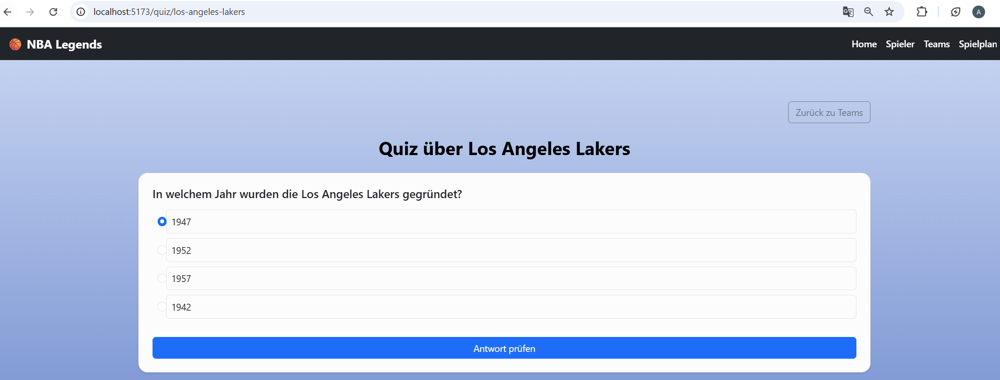 localhost:5173/quiz/los-angeles-lakers
A
NBA Legends
Home Spieler Teams Spielplan
Zurück zu Teams
Quiz über Los Angeles Lakers
In welchem Jahr wurden die Los Angeles Lakers gegründet?
1947
1952
1957
1942
Antwort prüfen